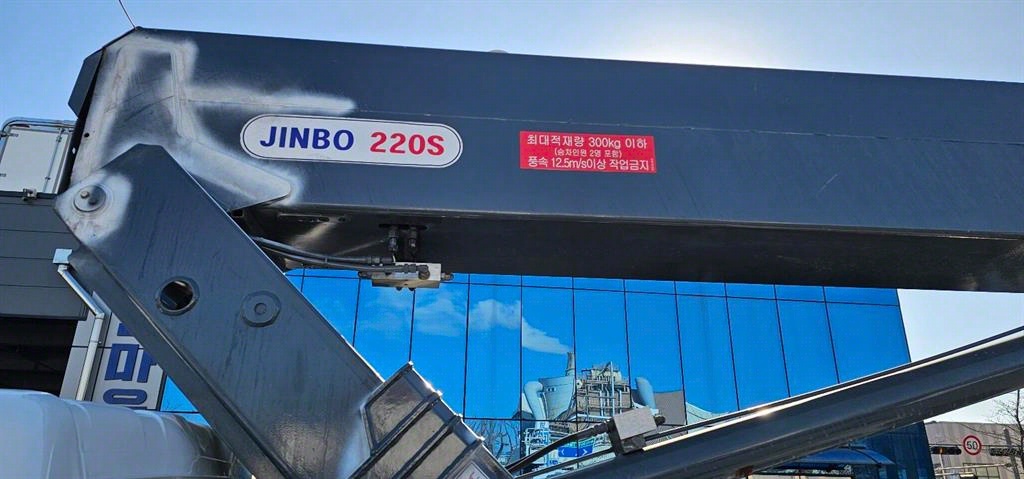 JINBO 220S
최대적재량 300kg 이하
(승차인원 2명 포함)
풍속 12.5m/s이상 작업금지
마
50